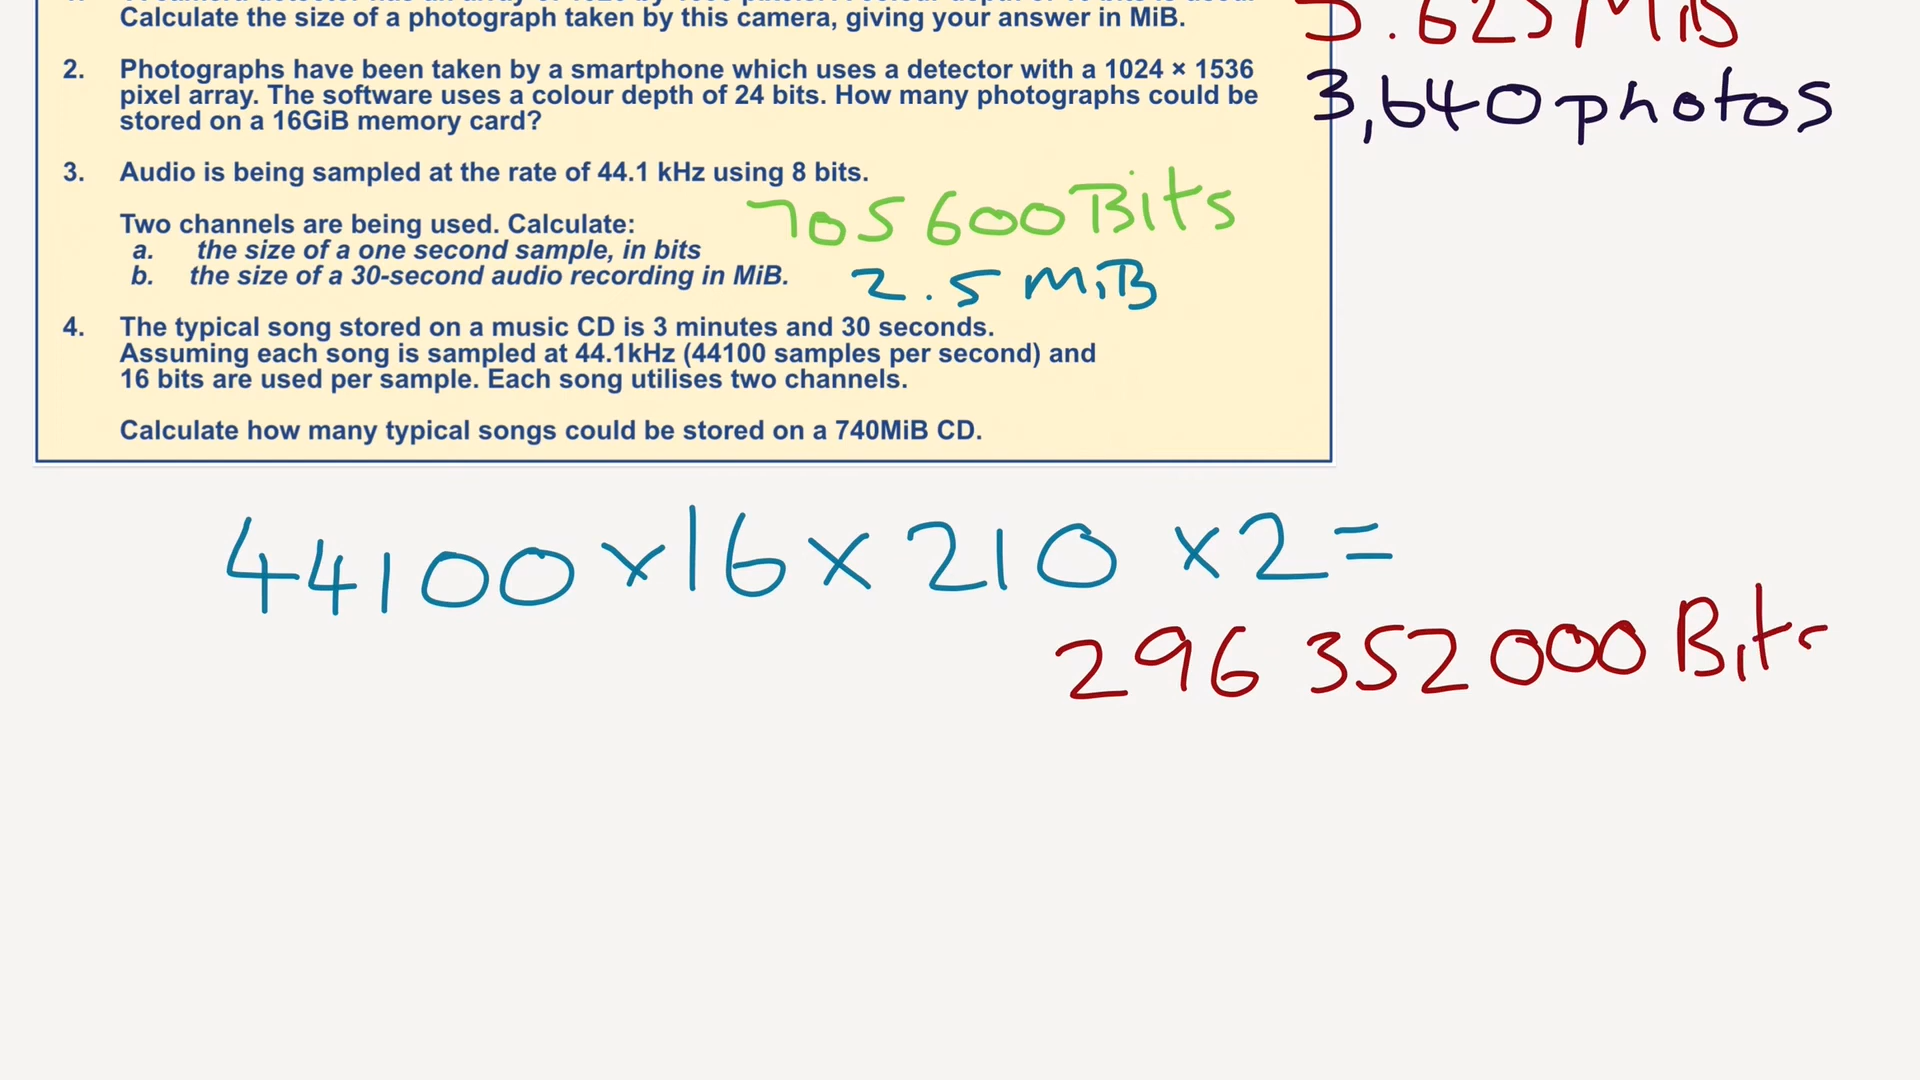 Calculate the size of a photograph taken by this camera, giving your answer in MiB.
.625 MiB
2. Photographs have been taken by a smartphone which uses a detector with a 1024 × 1536
pixel array. The software uses a colour depth of 24 bits. How many photographs could be
stored on a 16GiB memory card?
3,640 photos
3. Audio is being sampled at the rate of 44.1 kHz using 8 bits.
Two channels are being used. Calculate:
705 600 Bits
a. the size of a one second sample, in bits
b. the size of a 30-second audio recording in MiB.
2.5 MiB
4. The typical song stored on a music CD is 3 minutes and 30 seconds.
Assuming each song is sampled at 44.1kHz (44100 samples per second) and
16 bits are used per sample. Each song utilises two channels.
Calculate how many typical songs could be stored on a 740MiB CD.
44100 × 16 × 210 × 2 =
296 352 000 Bits